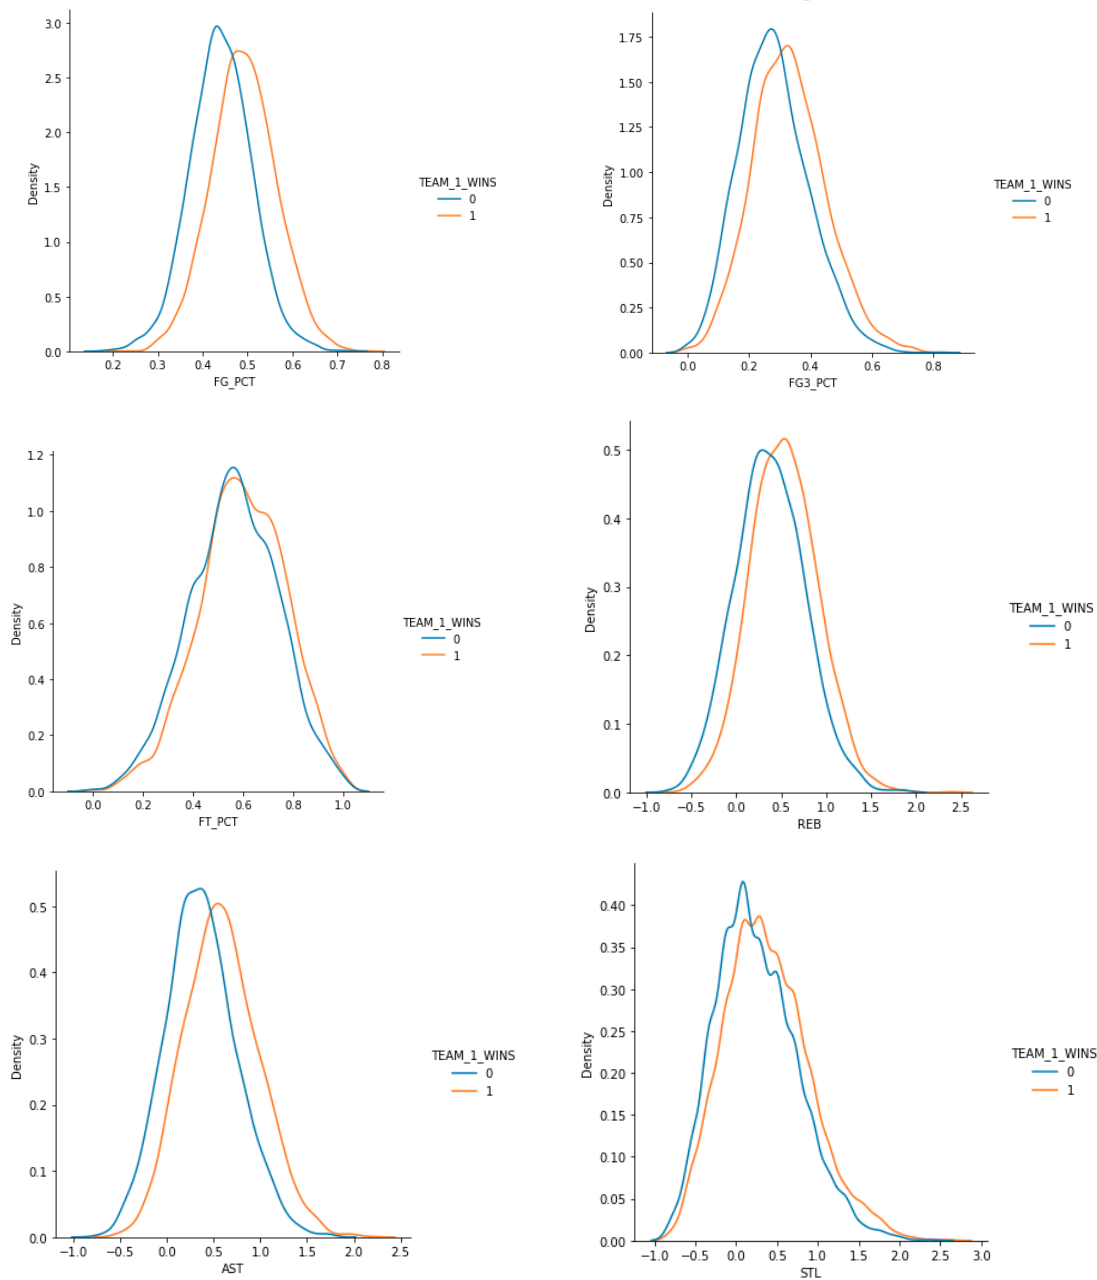 3.0
2.5
2.0
1.5
1.0
0.5
0.0
Density
0.2 0.3 0.4 0.5 0.6 0.7 0.8
FG_PCT
TEAM_1_WINS
0
1
1.75
1.50
1.25
1.00
0.75
0.50
0.25
0.00
Density
0.0 0.2 0.4 0.6 0.8
FG3_PCT
TEAM_1_WINS
0
1
1.2
1.0
0.8
0.6
0.4
0.2
0.0
Density
0.0 0.2 0.4 0.6 0.8 1.0
FT_PCT
TEAM_1_WINS
0
1
0.5
0.4
0.3
0.2
0.1
0.0
Density
−1.0 −0.5 0.0 0.5 1.0 1.5 2.0 2.5
REB
TEAM_1_WINS
0
1
0.5
0.4
0.3
0.2
0.1
0.0
Density
−1.0 −0.5 0.0 0.5 1.0 1.5 2.0 2.5
AST
TEAM_1_WINS
0
1
0.40
0.35
0.30
0.25
0.20
0.15
0.10
0.05
0.00
Density
−1.0 −0.5 0.0 0.5 1.0 1.5 2.0 2.5 3.0
STL
TEAM_1_WINS
0
1